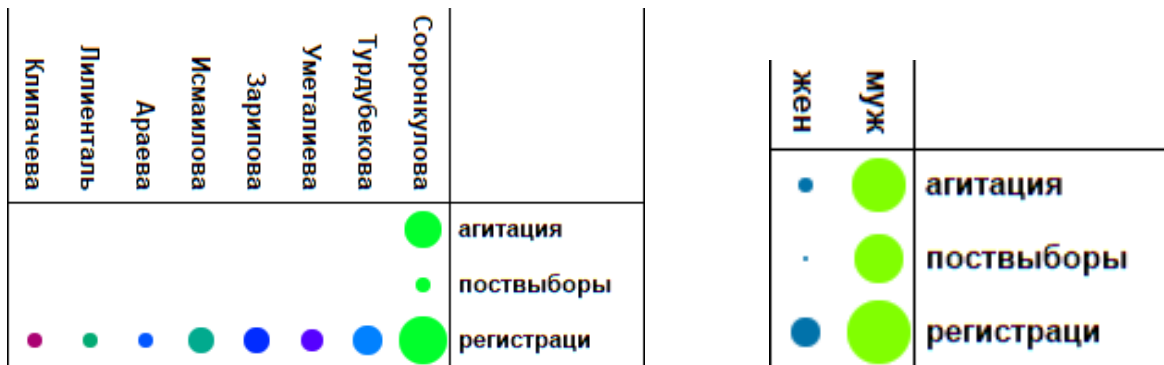 Клипачева
Лилиенталь
Араева
Исмаилова
Зарипова
Уметалиева
Турдубекова
Сооронкулова
агитация
поствыборы
регистраци
жен
муж
агитация
поствыборы
регистраци